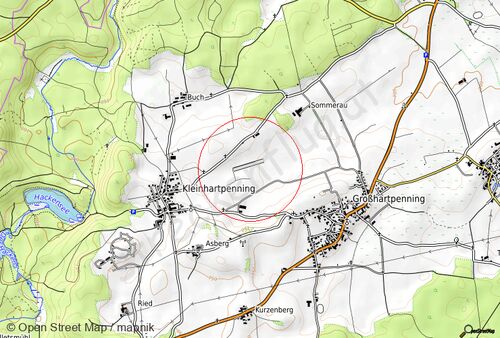 Buch
Sommerau
Kleinhartpenning
Hackensee
Großhartpenning
Asberg
Ried
Kurzenberg
© Open Street Map / mapnik